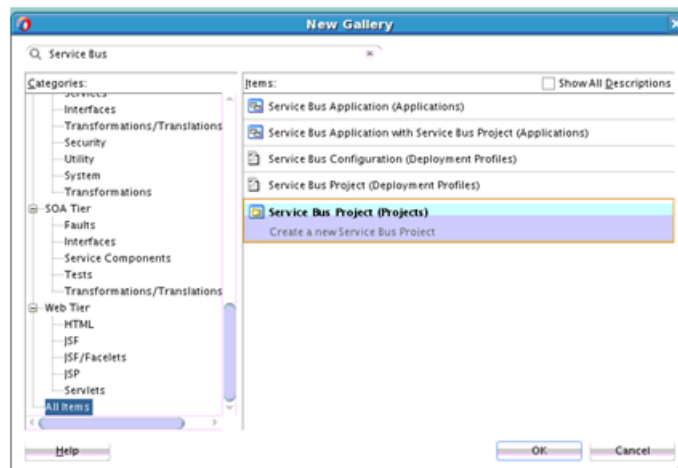 New Gallery
Service Bus
Categories:
Services
Interfaces
Transformations/Translations
Security
Utility
System
Transformations
SOA Tier
Faults
Interfaces
Service Components
Tests
Transformations/Translations
Web Tier
HTML
JSF
JSF/Facelets
JSP
Servlets
All Items
Items:
Show All Descriptions
Service Bus Application (Applications)
Service Bus Application with Service Bus Project (Applications)
Service Bus Configuration (Deployment Profiles)
Service Bus Project (Deployment Profiles)
Service Bus Project (Projects)
Create a new Service Bus Project
Help
OK
Cancel